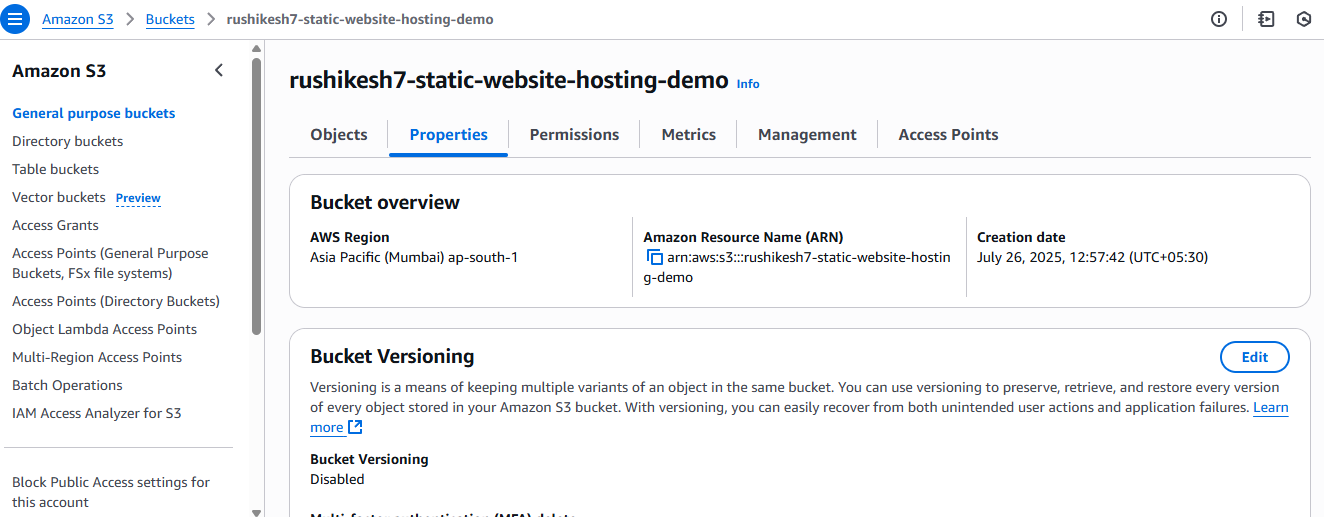 Amazon S3 > Buckets > rushikesh7-static-website-hosting-demo
Amazon S3
General purpose buckets
Directory buckets
Table buckets
Vector buckets Preview
Access Grants
Access Points (General Purpose
Buckets, FSx file systems)
Access Points (Directory Buckets)
Object Lambda Access Points
Multi-Region Access Points
Batch Operations
IAM Access Analyzer for S3
Block Public Access settings for
this account
rushikesh7-static-website-hosting-demo Info
Objects Properties Permissions Metrics Management Access Points
Bucket overview
AWS Region
Asia Pacific (Mumbai) ap-south-1
Amazon Resource Name (ARN)
arn:aws:s3:::rushikesh7-static-website-hostin
g-demo
Creation date
July 26, 2025, 12:57:42 (UTC+05:30)
Bucket Versioning
Edit
Versioning is a means of keeping multiple variants of an object in the same bucket. You can use versioning to preserve, retrieve, and restore every version
of every object stored in your Amazon S3 bucket. With versioning, you can easily recover from both unintended user actions and application failures. Learn
more
Bucket Versioning
Disabled
Multi-factor authentication (MFA) delete